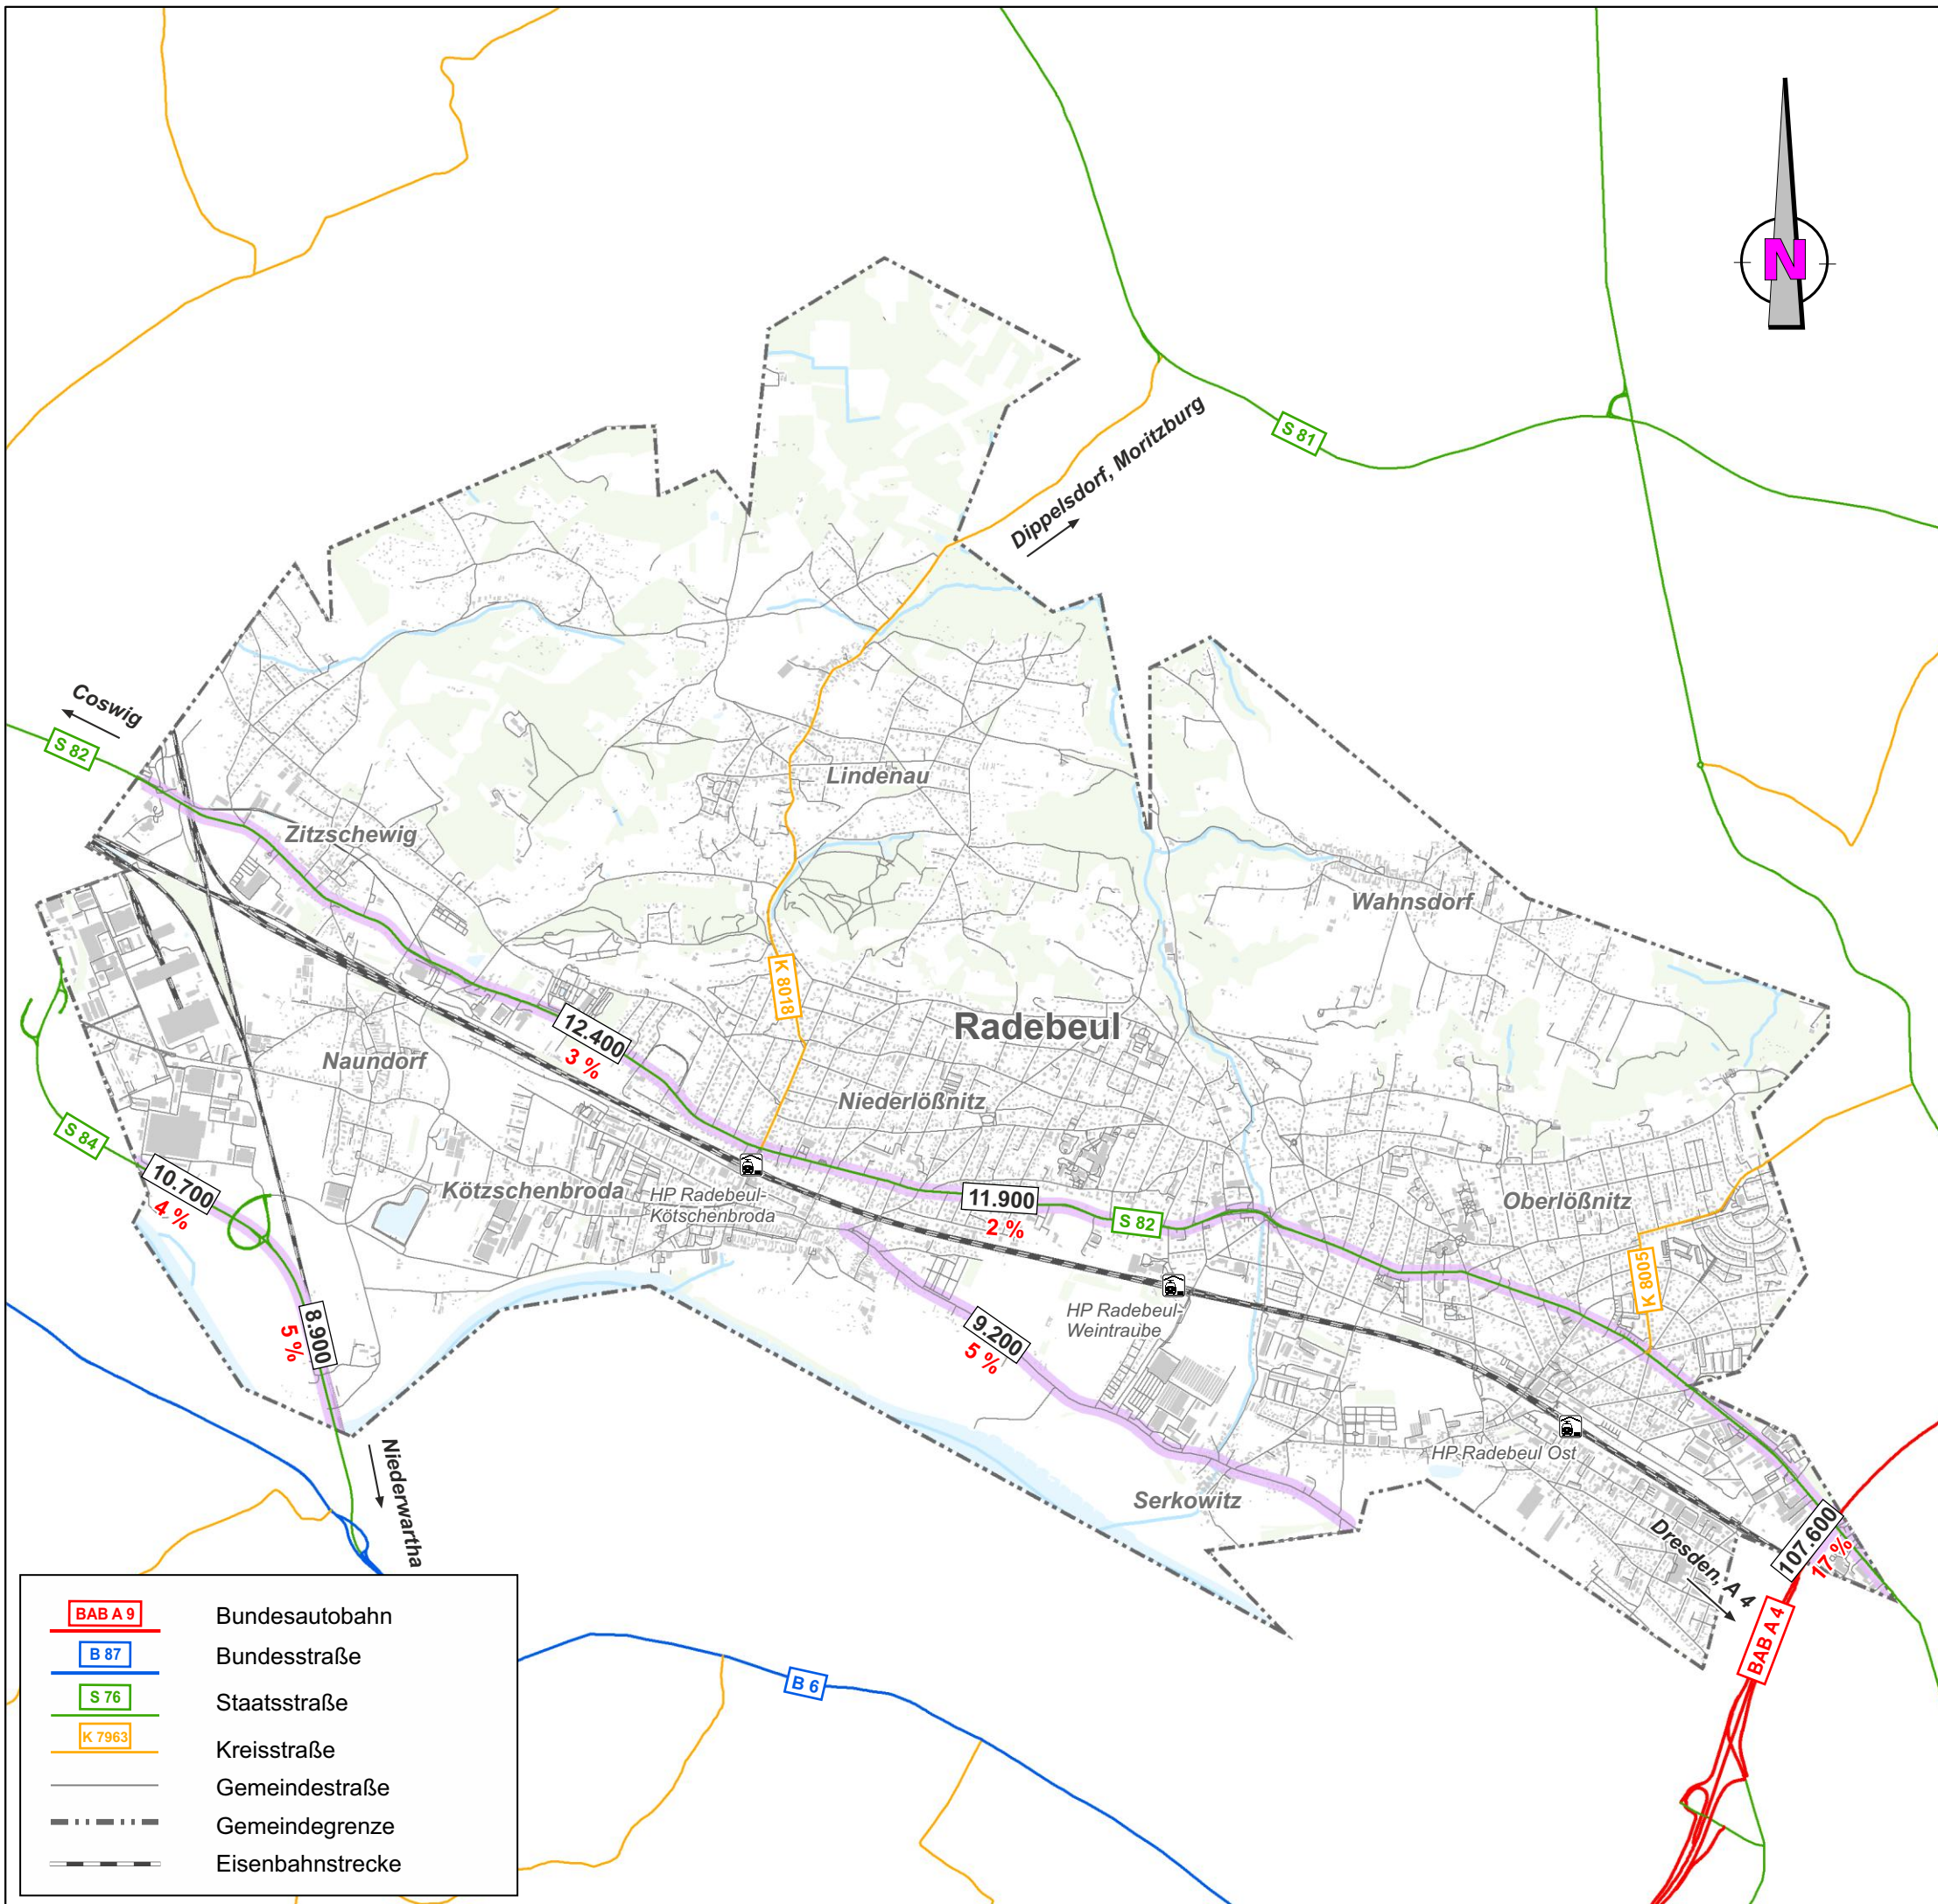 N
S 81
Dippelsdorf, Moritzburg
Coswig
S 82
Lindenau
Zitzschewig
Wahnsdorf
K 8018
Radebeul
12.400
3 %
Naundorf
Niederlößnitz
S 84
10.700
4 %
Kötzschenbroda
HP Radebeul-
Kötschenbroda
11.900
2 %
S 82
Oberlößnitz
K 8005
8.900
5 %
9.200
5 %
HP Radebeul-
Weintraube
HP-Radebeul Ost
Niederwartha
Serkowitz
107.600
17 %
Dresden, A 4
BAB A 4
B 6
BAB A 9
Bundesautobahn
B 87
Bundesstraße
S 76
Staatsstraße
K 7963
Kreisstraße
Gemeindestraße
Gemeindegrenze
Eisenbahnstrecke